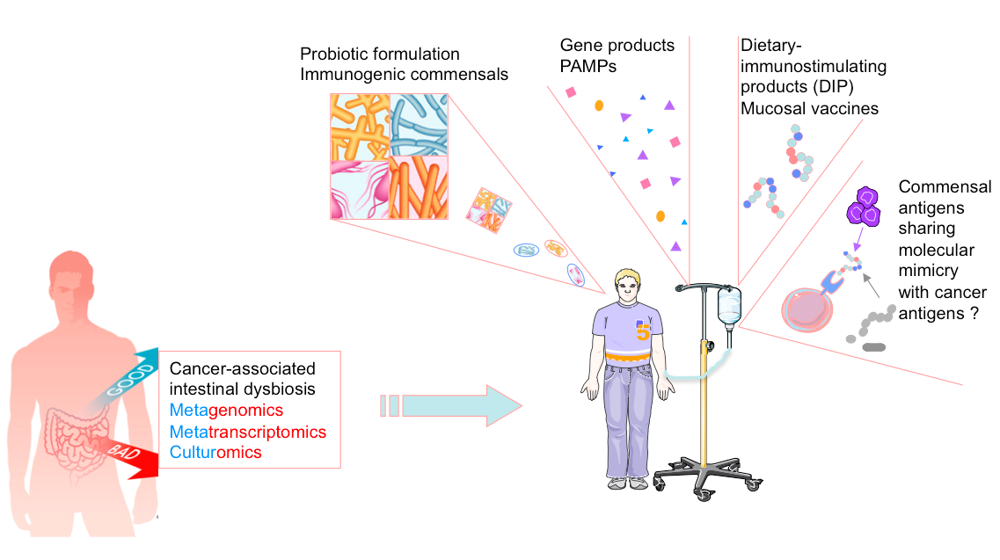 Probiotic formulation
Immunogenic commensals
Gene products
PAMPs
Dietary-
immunostimulating
products (DIP)
Mucosal vaccines
Commensal
antigens
sharing
molecular
mimicry
with cancer
antigens ?
GOOD
BAD
Cancer-associated
intestinal dysbiosis
Metagenomics
Metatranscriptomics
Culturomics
5